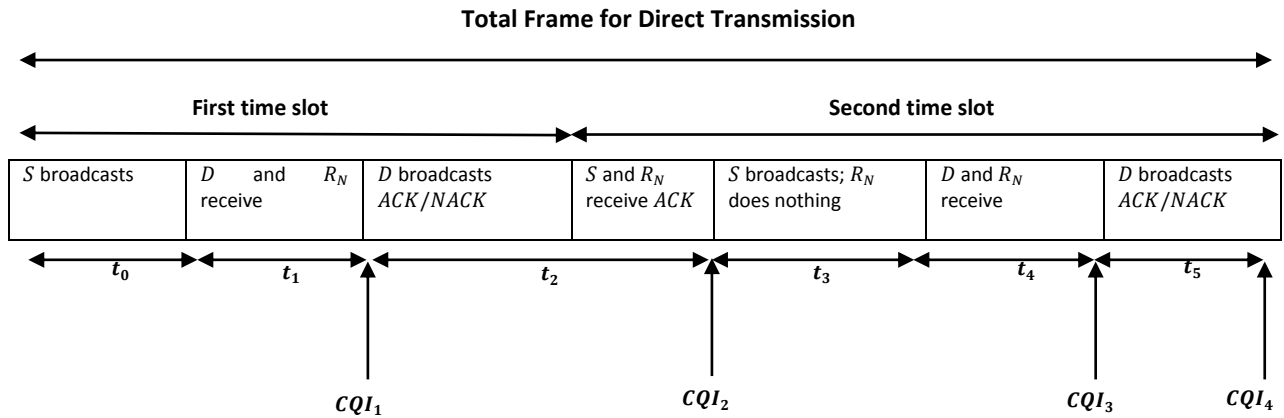 Total Frame for Direct Transmission
First time slot
Second time slot
S broadcasts
D and R_N
receive
D broadcasts
ACK/NACK
S and R_N
receive ACK
S broadcasts; R_N
does nothing
D and R_N
receive
D broadcasts
ACK/NACK
t_0
t_1
t_2
t_3
t_4
t_5
CQI_1
CQI_2
CQI_3
CQI_4